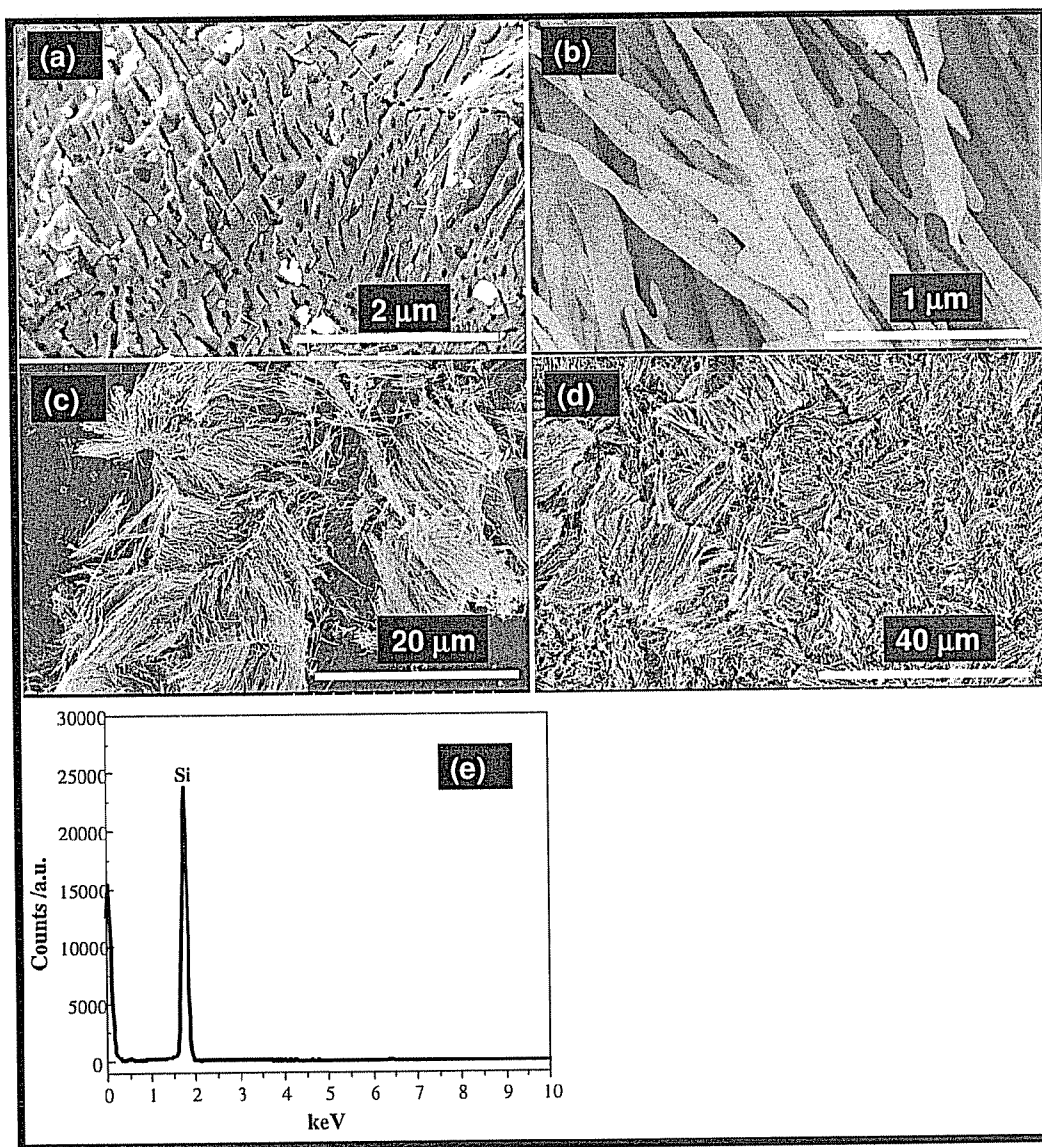 (a)
2 µm
(b)
1 µm
(c)
20 µm
(d)
40 µm
30000
25000
20000
15000
10000
5000
0
Counts /a.u.
Si
(e)
0 1 2 3 4 5 6 7 8 9 10
keV